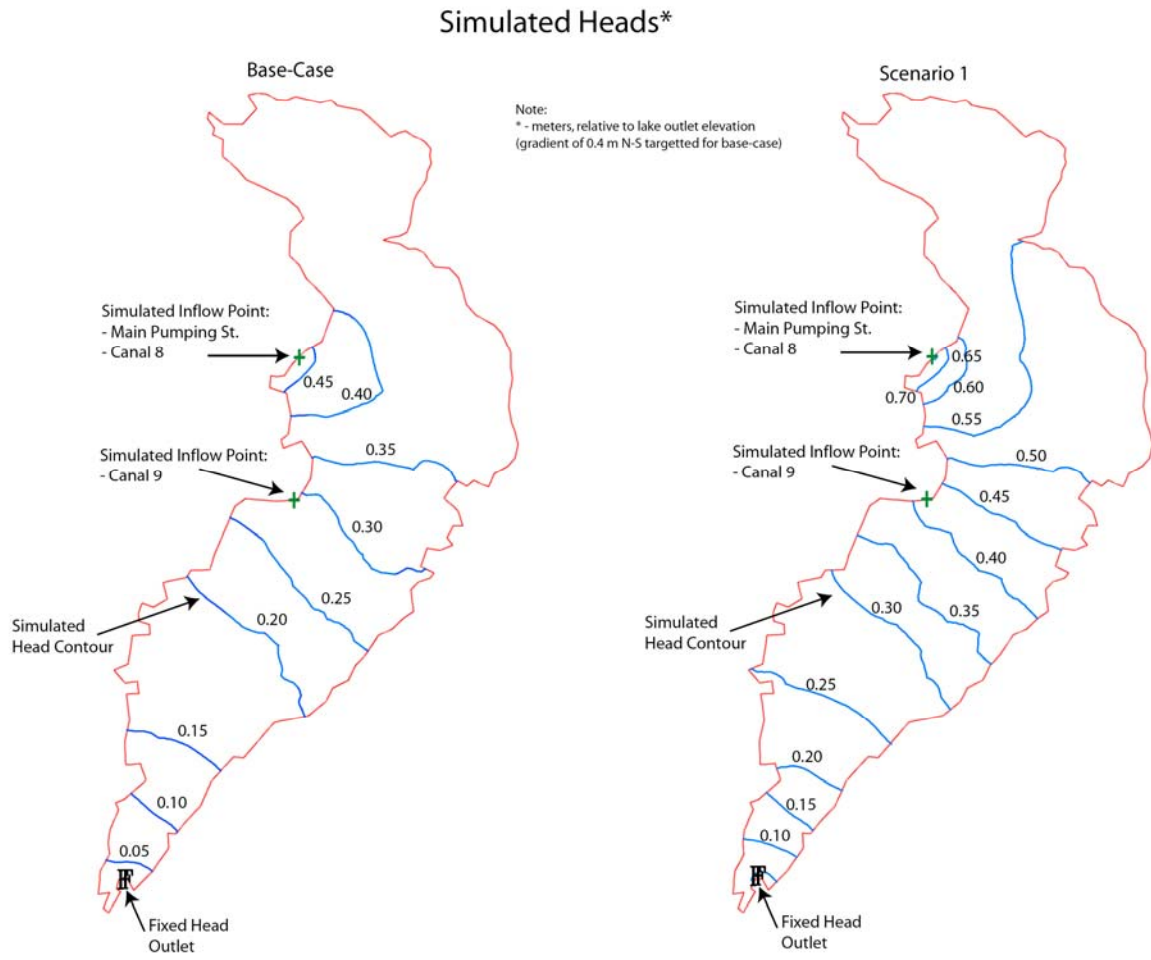 Simulated Heads*
Base-Case
Note:
* - meters, relative to lake outlet elevation
(gradient of 0.4 m N-S targetted for base-case)
Simulated Inflow Point:
- Main Pumping St.
- Canal 8
0.45
0.40
Simulated Inflow Point:
- Canal 9
0.35
0.30
0.25
0.20
Simulated
Head Contour
0.15
0.10
0.05
F
Fixed Head
Outlet
Scenario 1
Simulated Inflow Point:
- Main Pumping St.
- Canal 8
0.65
0.60
0.70
0.55
Simulated Inflow Point:
- Canal 9
0.50
0.45
0.40
0.35
0.30
Simulated
Head Contour
0.25
0.20
0.15
0.10
F
Fixed Head
Outlet